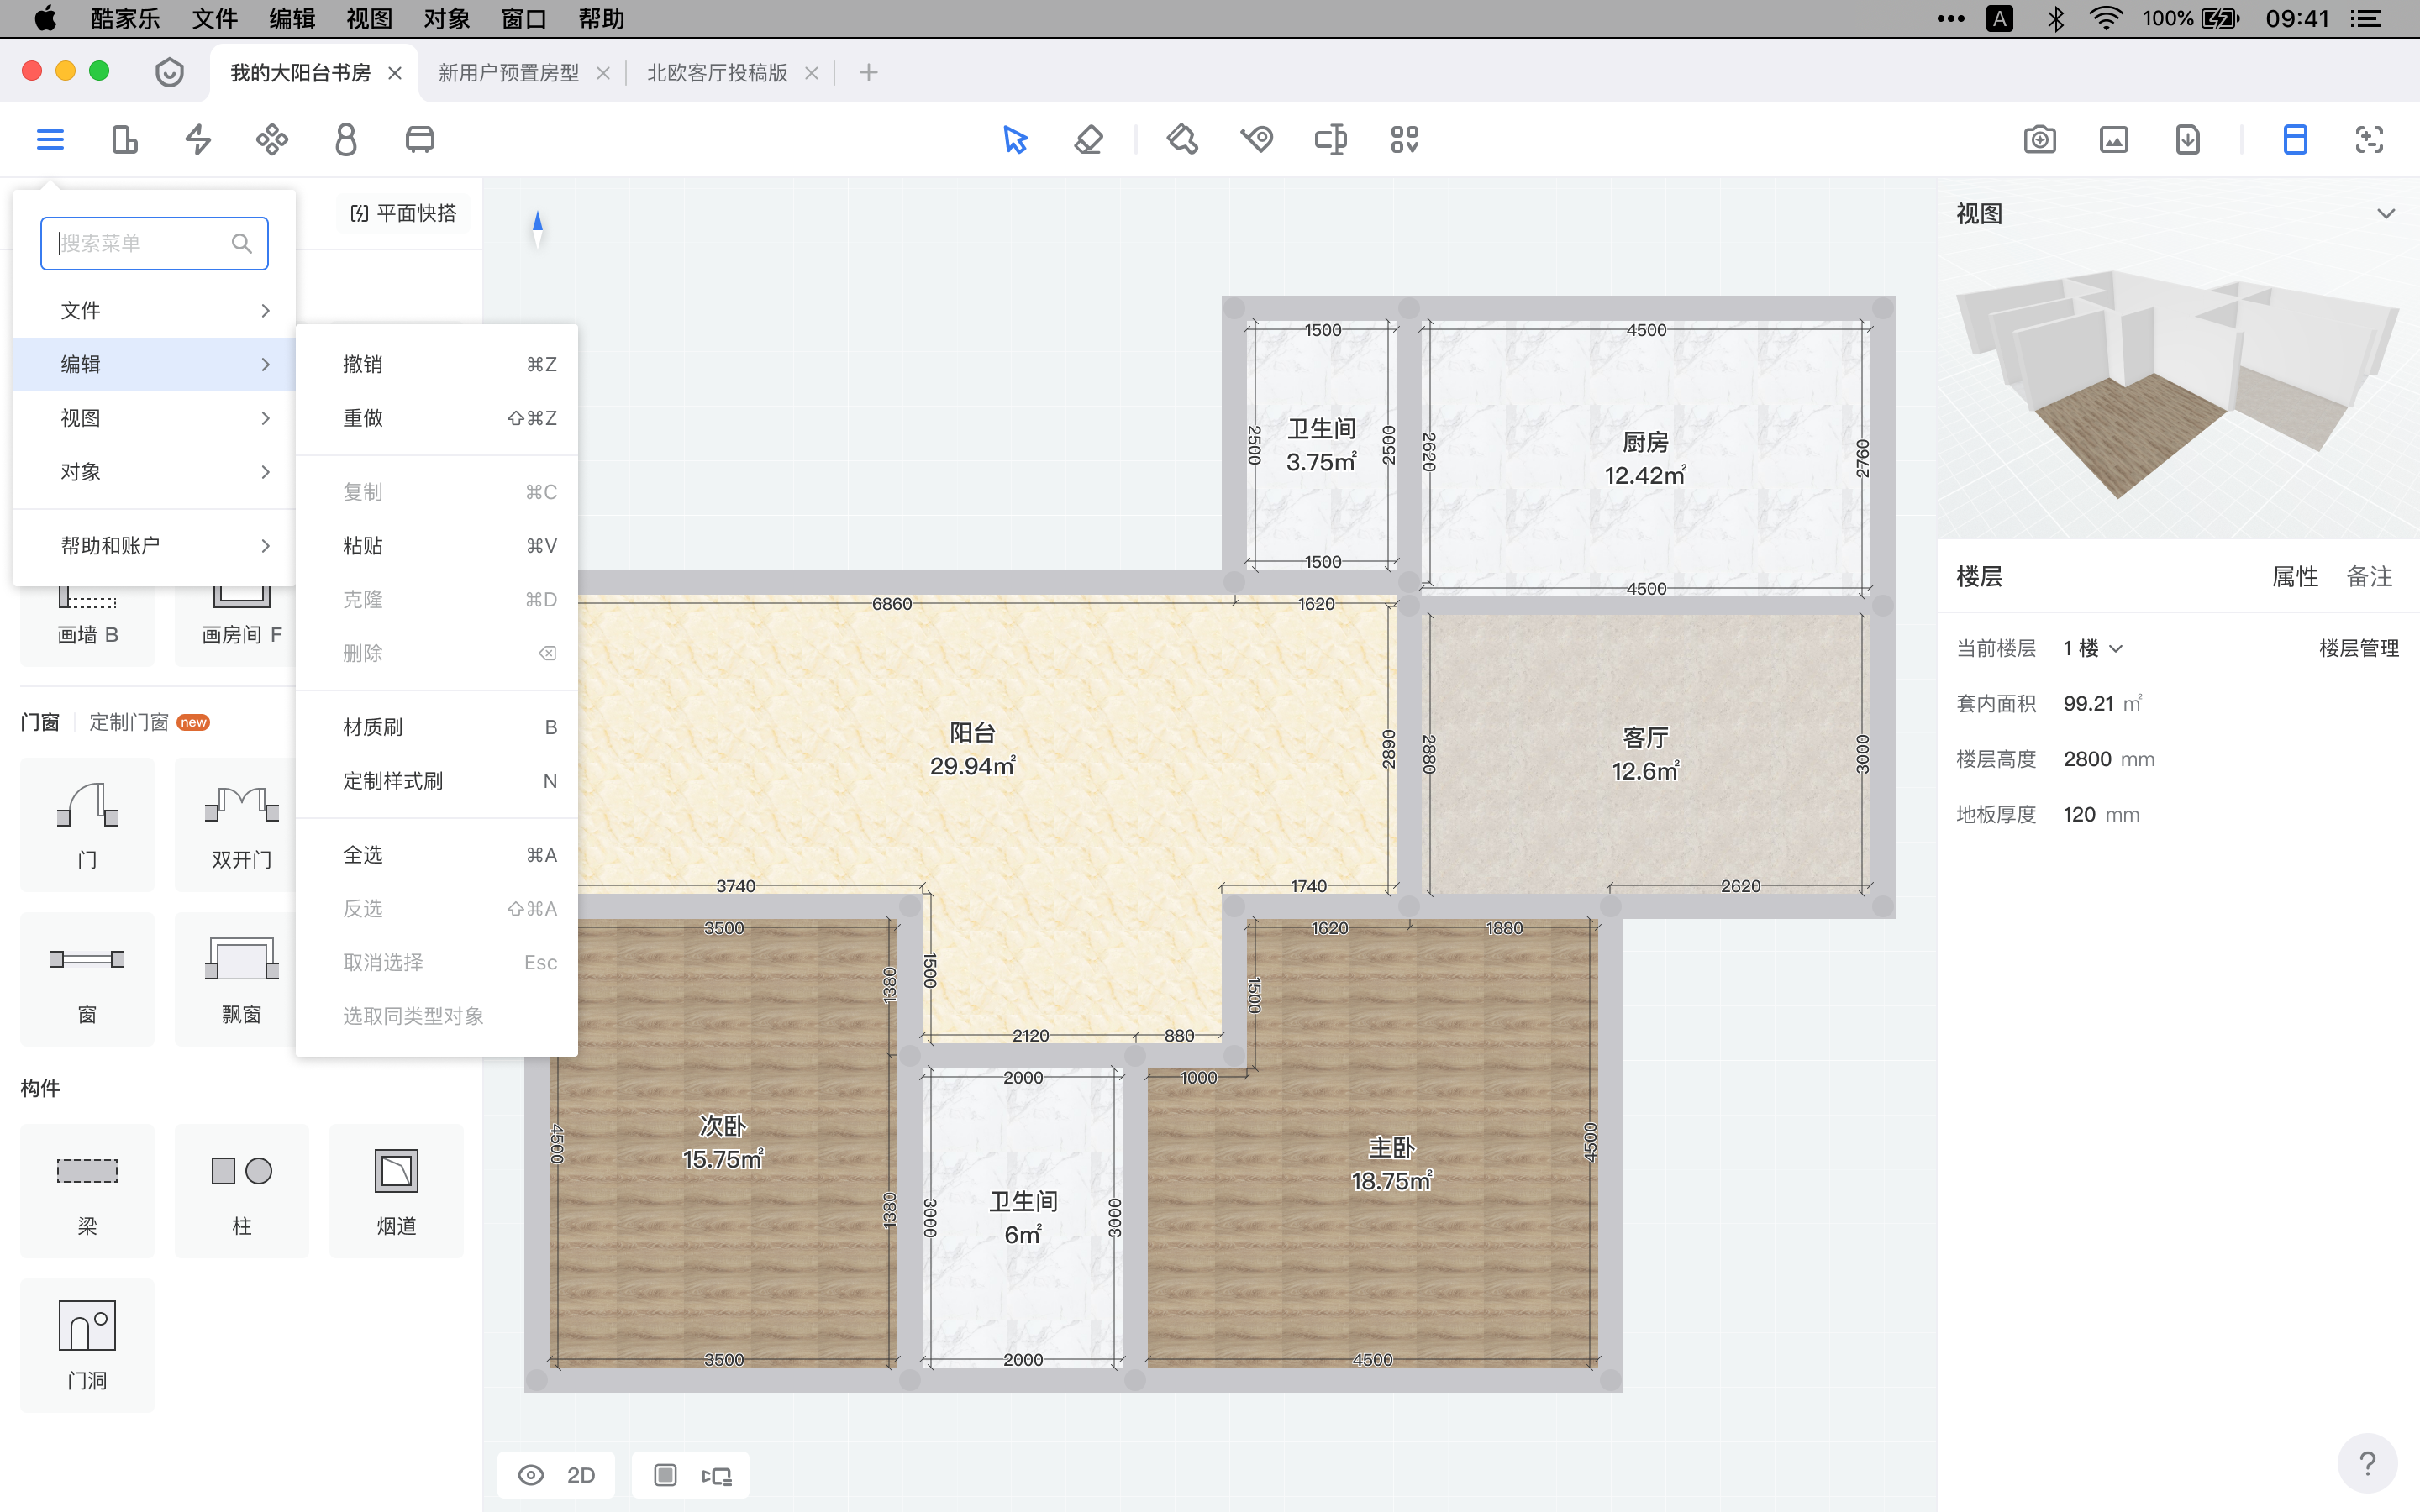 酷家乐 文件 编辑 视图 对象 窗口 帮助
A 100% 09:41
我的大阳台书房 新用户预置房型 北欧客厅投稿版
平面快搭
搜索菜单
文件
编辑
视图
对象
帮助和账户
撤销 ⌘Z
重做 ⇧⌘Z
复制 ⌘C
粘贴 ⌘V
克隆 ⌘D
删除 ⌫
材质刷 B
定制样式刷 N
全选 ⌘A
反选 ⇧⌘A
取消选择 Esc
选取同类型对象
画墙 B 画房间 F
门窗 定制门窗 new
门 双开门
窗 飘窗
构件
梁 柱 烟道
门洞
1500 4500
2500 卫生间 3.75㎡ 2500
2620 厨房 12.42㎡ 2760
1500 4500
6860 1620
阳台
29.94㎡
2890
2880
客厅
12.6㎡
3000
3740 1740 2620
3500 1620 1880
1380 1500 1500
2120 880
2000 1000
4500
次卧
15.75㎡
1380
3000
卫生间
6㎡
3000
主卧
18.75㎡
4500
3500 2000 4500
2D
视图
楼层 属性 备注
当前楼层 1 楼 楼层管理
套内面积 99.21 ㎡
楼层高度 2800 mm
地板厚度 120 mm
?